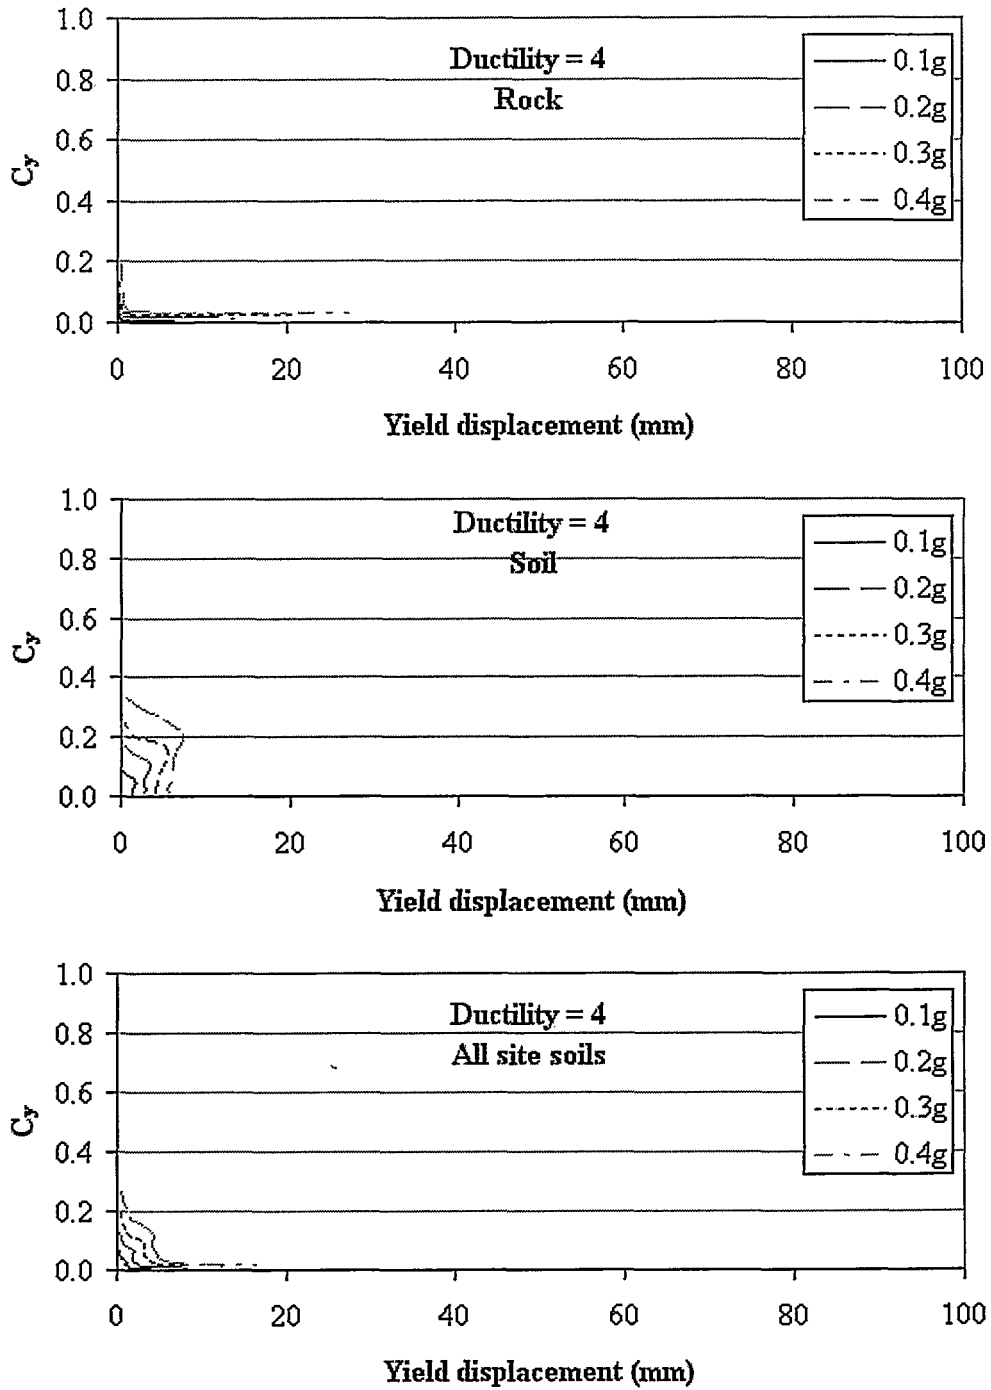 1.0
0.8
0.6
0.4
0.2
0.0
C_y
Ductility = 4
Rock
0.1g
0.2g
0.3g
0.4g
0 20 40 60 80 100
Yield displacement (mm)
1.0
0.8
0.6
0.4
0.2
0.0
C_y
Ductility = 4
Soil
0.1g
0.2g
0.3g
0.4g
0 20 40 60 80 100
Yield displacement (mm)
1.0
0.8
0.6
0.4
0.2
0.0
C_y
Ductility = 4
All site soils
0.1g
0.2g
0.3g
0.4g
0 20 40 60 80 100
Yield displacement (mm)